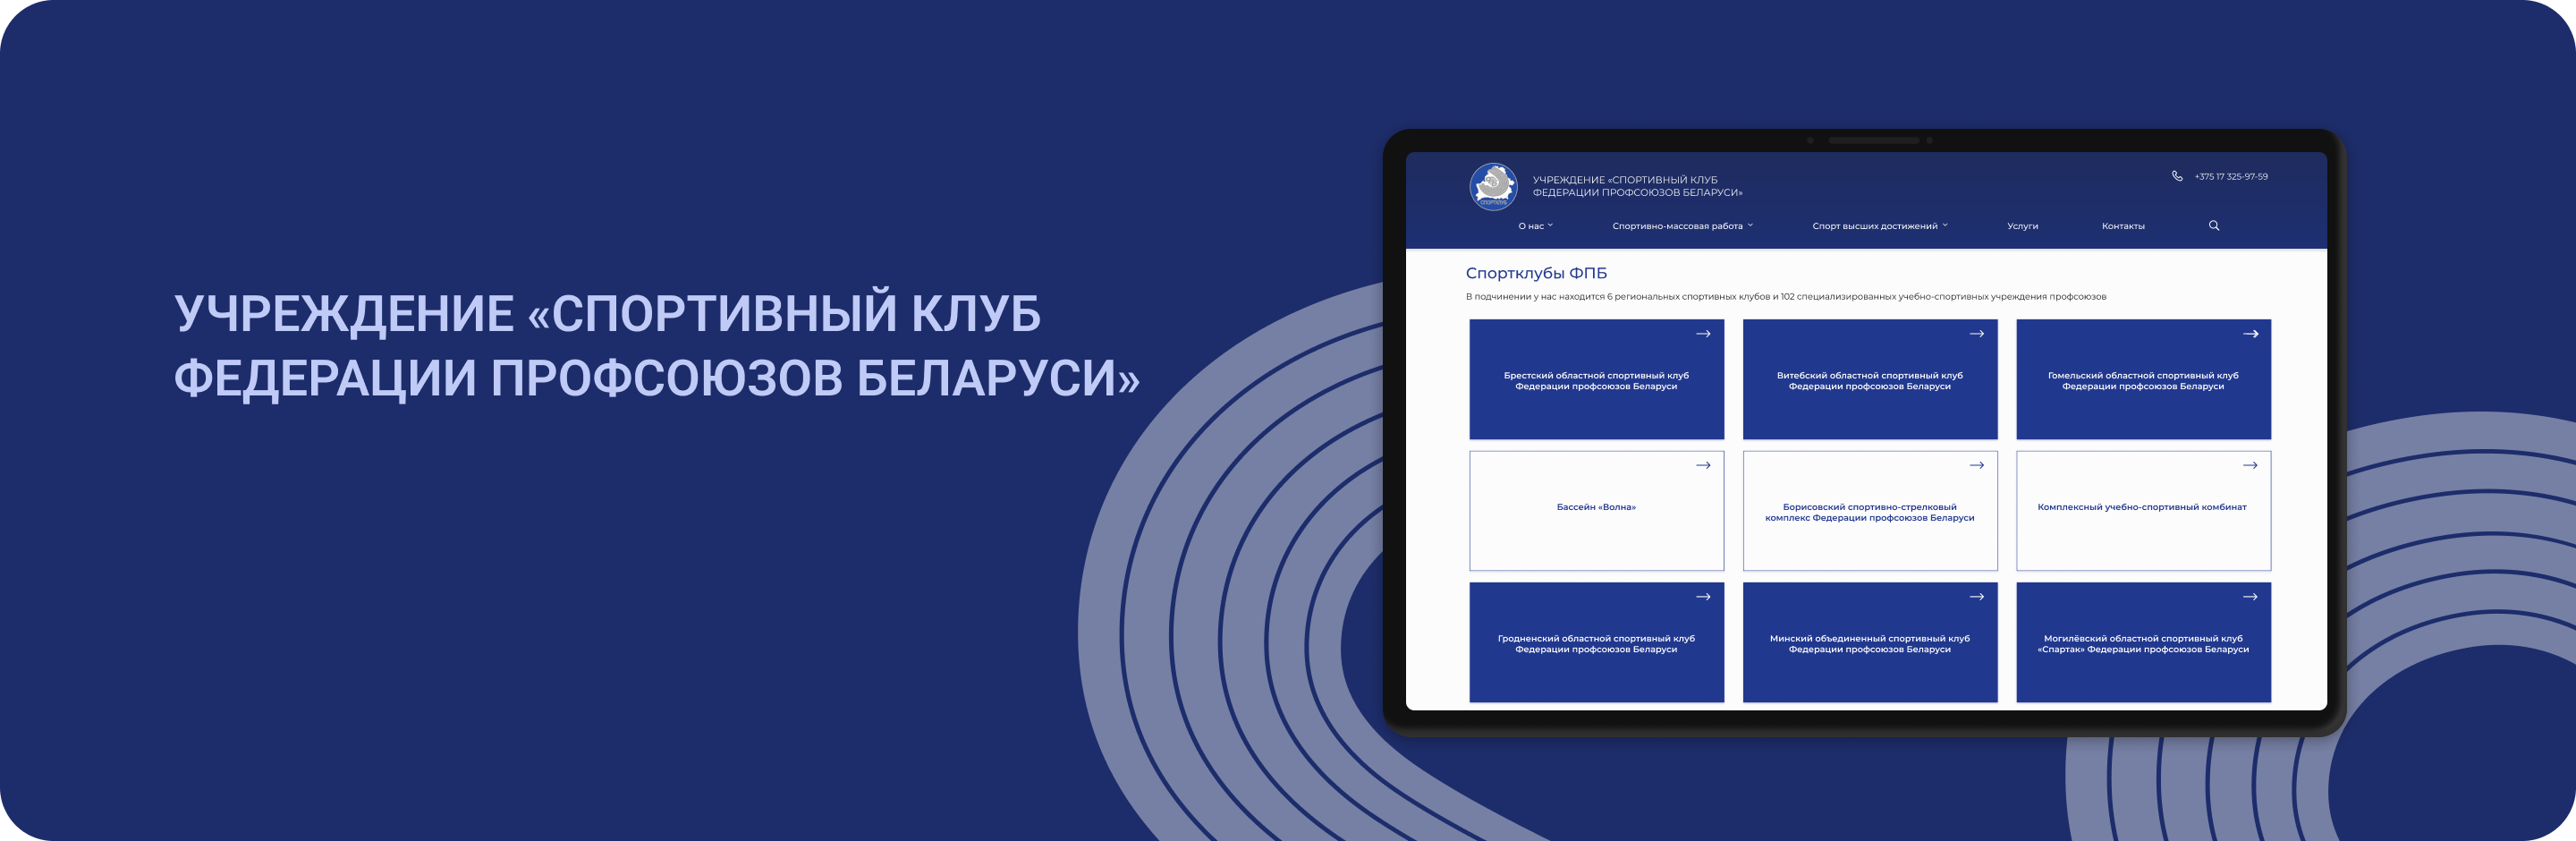 УЧРЕЖДЕНИЕ «СПОРТИВНЫЙ КЛУБ
ФЕДЕРАЦИИ ПРОФСОЮЗОВ БЕЛАРУСИ»
СПОРТКЛУБ
УЧРЕЖДЕНИЕ «СПОРТИВНЫЙ КЛУБ
ФЕДЕРАЦИИ ПРОФСОЮЗОВ БЕЛАРУСИ»
+375 17 325-97-59
О нас Спортивно-массовая работа Спорт высших достижений Услуги Контакты
Спортклубы ФПБ
В подчинении у нас находится 6 региональных спортивных клубов и 102 специализированных учебно-спортивных учреждения профсоюзов
Брестский областной спортивный клуб
Федерации профсоюзов Беларуси
Витебский областной спортивный клуб
Федерации профсоюзов Беларуси
Гомельский областной спортивный клуб
Федерации профсоюзов Беларуси
Бассейн «Волна»
Борисовский спортивно-стрелковый
комплекс Федерации профсоюзов Беларуси
Комплексный учебно-спортивный комбинат
Гродненский областной спортивный клуб
Федерации профсоюзов Беларуси
Минский объединенный спортивный клуб
Федерации профсоюзов Беларуси
Могилёвский областной спортивный клуб
«Спартак» Федерации профсоюзов Беларуси